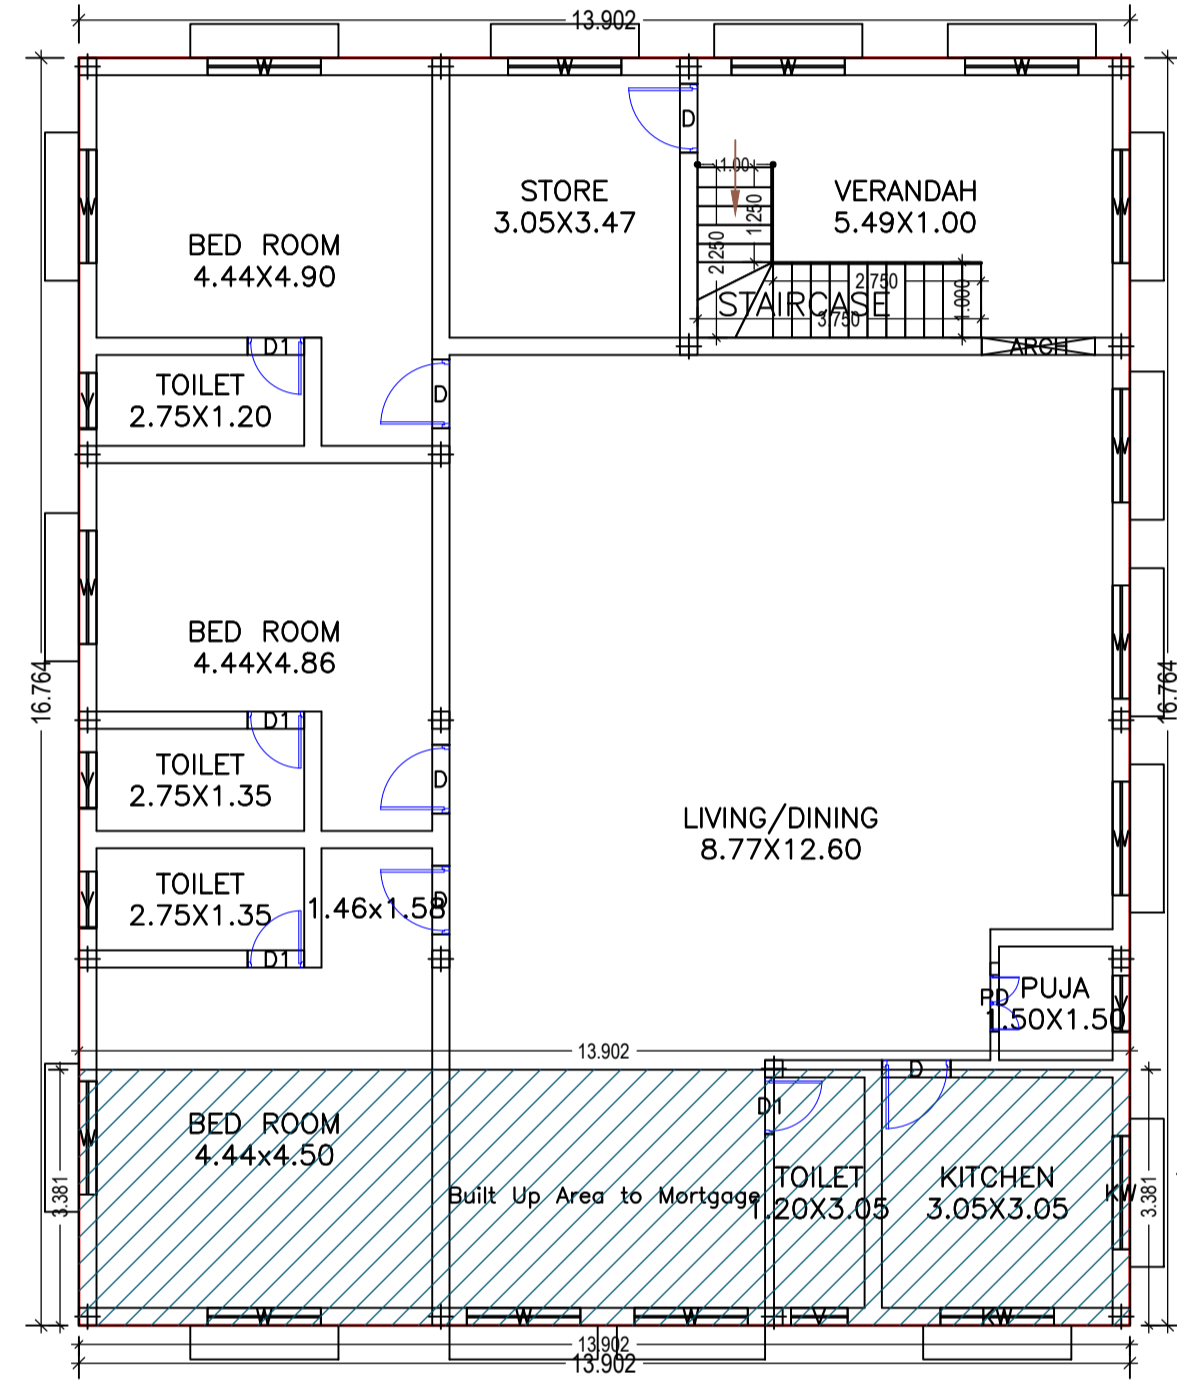 13.902
W
W
W
W
D
W
W
1.00
STORE
3.05X3.47
VERANDAH
5.49X1.00
1.250
2.250
BED ROOM
4.44X4.90
2.750
1.000
STAIRCASE
3.750
D1
ARCH
TOILET
2.75X1.20
V
D
W
W
BED ROOM
4.44X4.86
W
16.764
16.764
D1
TOILET
2.75X1.35
V
D
LIVING/DINING
8.77X12.60
W
TOILET
2.75X1.35
V
1.46x1.58
D
D1
PD
PUJA
1.50X1.50
V
13.902
D
D1
BED ROOM
4.44x4.50
W
TOILET
1.20X3.05
KITCHEN
3.05X3.05
KW
Built Up Area to Mortgage
3.381
3.381
W
W
W
V
KW
13.902
13.902